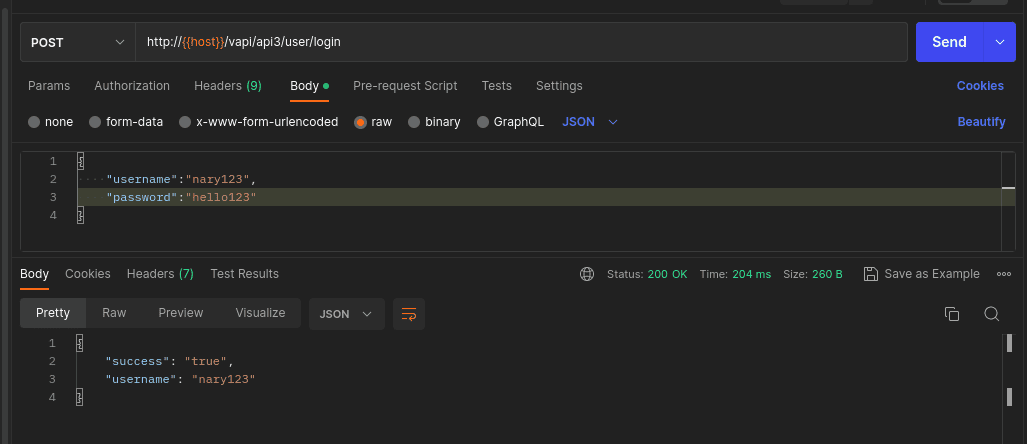 POST http://{{host}}/vapi/api3/user/login Send
Params Authorization Headers (9) Body Pre-request Script Tests Settings Cookies
none form-data x-www-form-urlencoded raw binary GraphQL JSON Beautify
1 {
2 "username":"nary123",
3 "password":"hello123"
4 }
Body Cookies Headers (7) Test Results Status: 200 OK Time: 204 ms Size: 260 B Save as Example
Pretty Raw Preview Visualize JSON
1 {
2 "success": "true",
3 "username": "nary123"
4 }